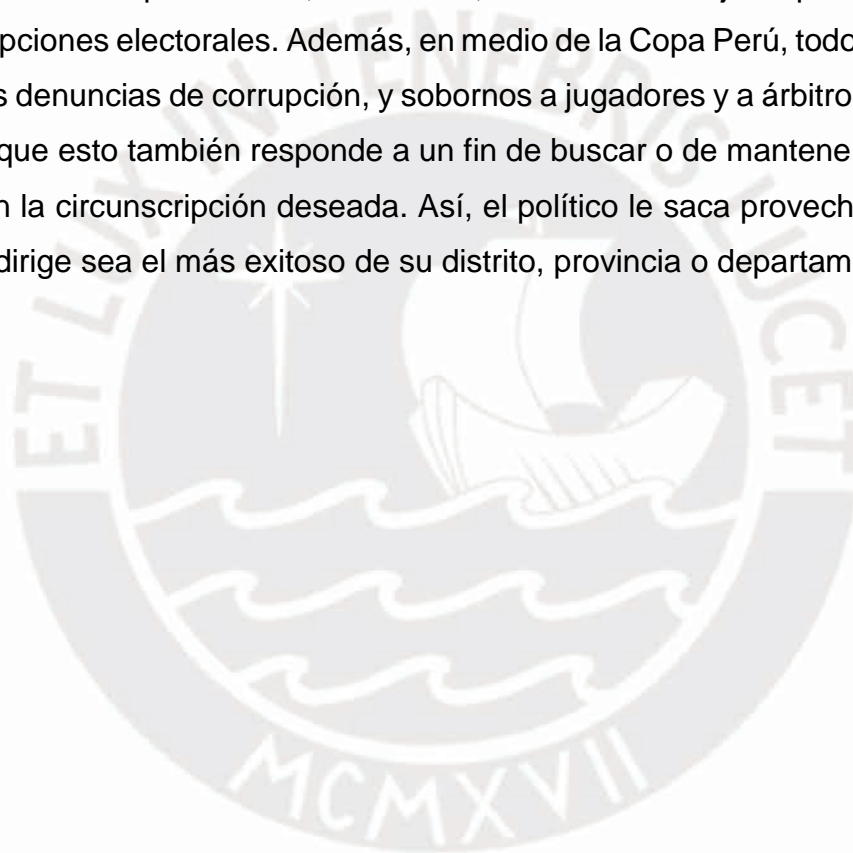 pciones electorales. Además, en medio de la Copa Perú, todo
s denuncias de corrupción, y sobornos a jugadores y a árbitro
que esto también responde a un fin de buscar o de mantene
n la circunscripción deseada. Así, el político le saca provech
dirige sea el más exitoso de su distrito, provincia o departam
ET LUX IN TENEBRIS LUCET
MCMXVII